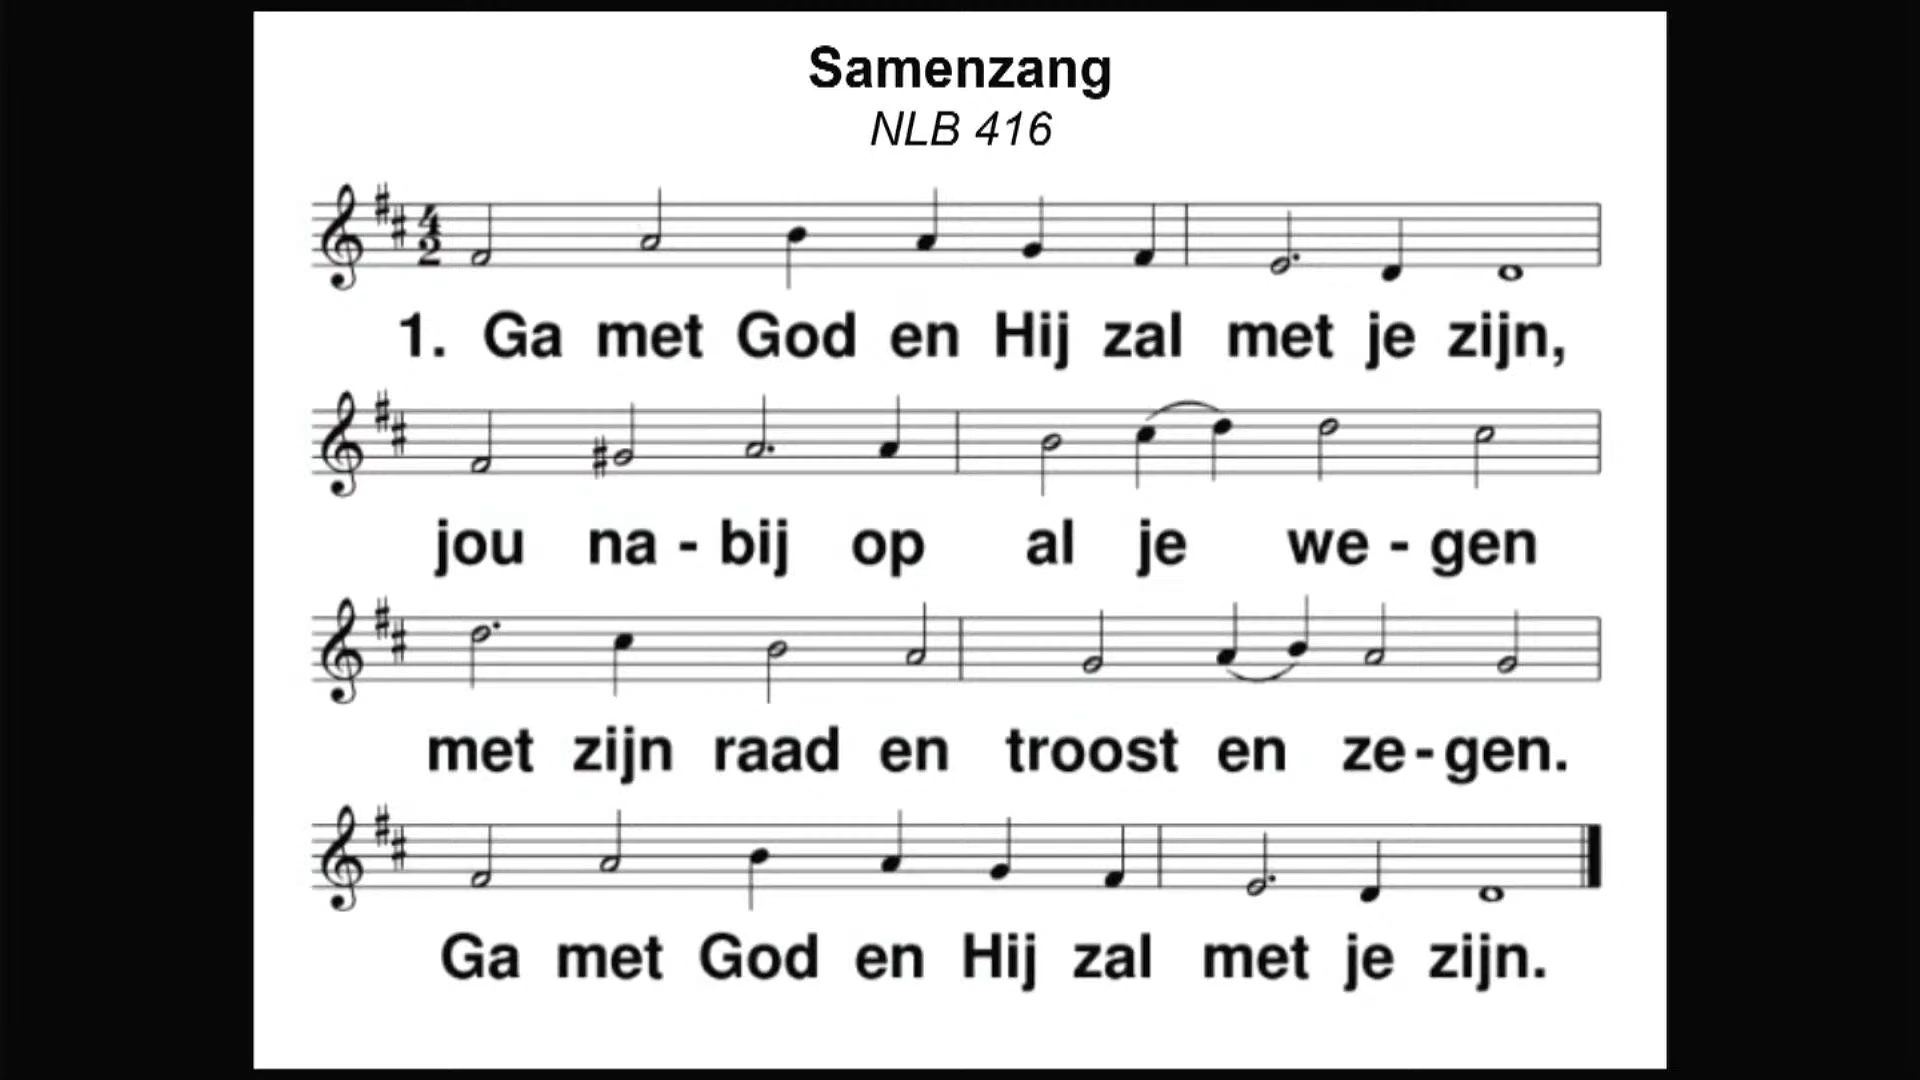 Samenzang
NLB 416
1. Ga met God en Hij zal met je zijn,
jou na - bij op al je we - gen
met zijn raad en troost en ze - gen.
Ga met God en Hij zal met je zijn.